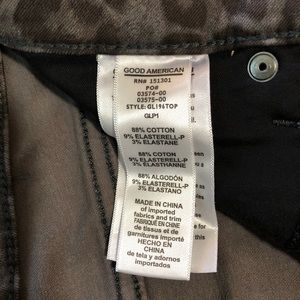 GOOD AMERICAN
RN# 151301
PO#
03574-00
03575-00
STYLE: GL196TOP
GLP1
88% COTTON
9% ELASTERELL-P
3% ELASTANE
88% COTON
9% ELASTERELL-P
3% ELASTHANNE
88% ALGODÓN
9% ELASTERELL-P
3% ELASTANO
MADE IN CHINA
of imported
fabrics and trim
FABRIQUÉ EN CHINE
de tissus et de
garnitures importés
HECHO EN
CHINA
de tela y adornos
importados